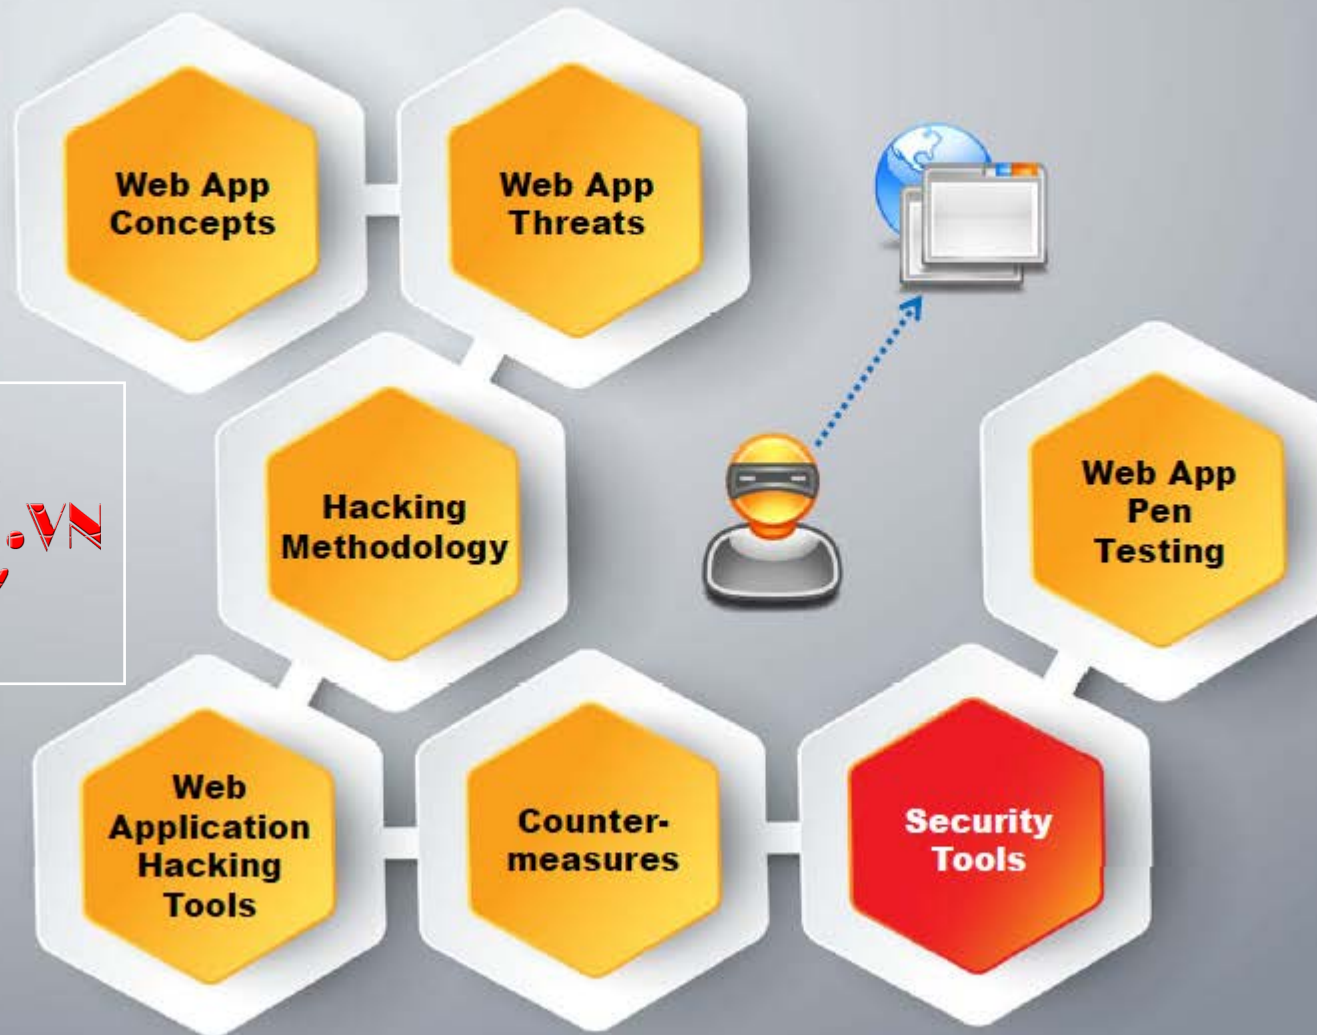 Web App
Concepts
Web App
Threats
Hacking
Methodology
.VN
Web App
Pen
Testing
Web
Application
Hacking
Tools
Counter-
measures
Security
Tools